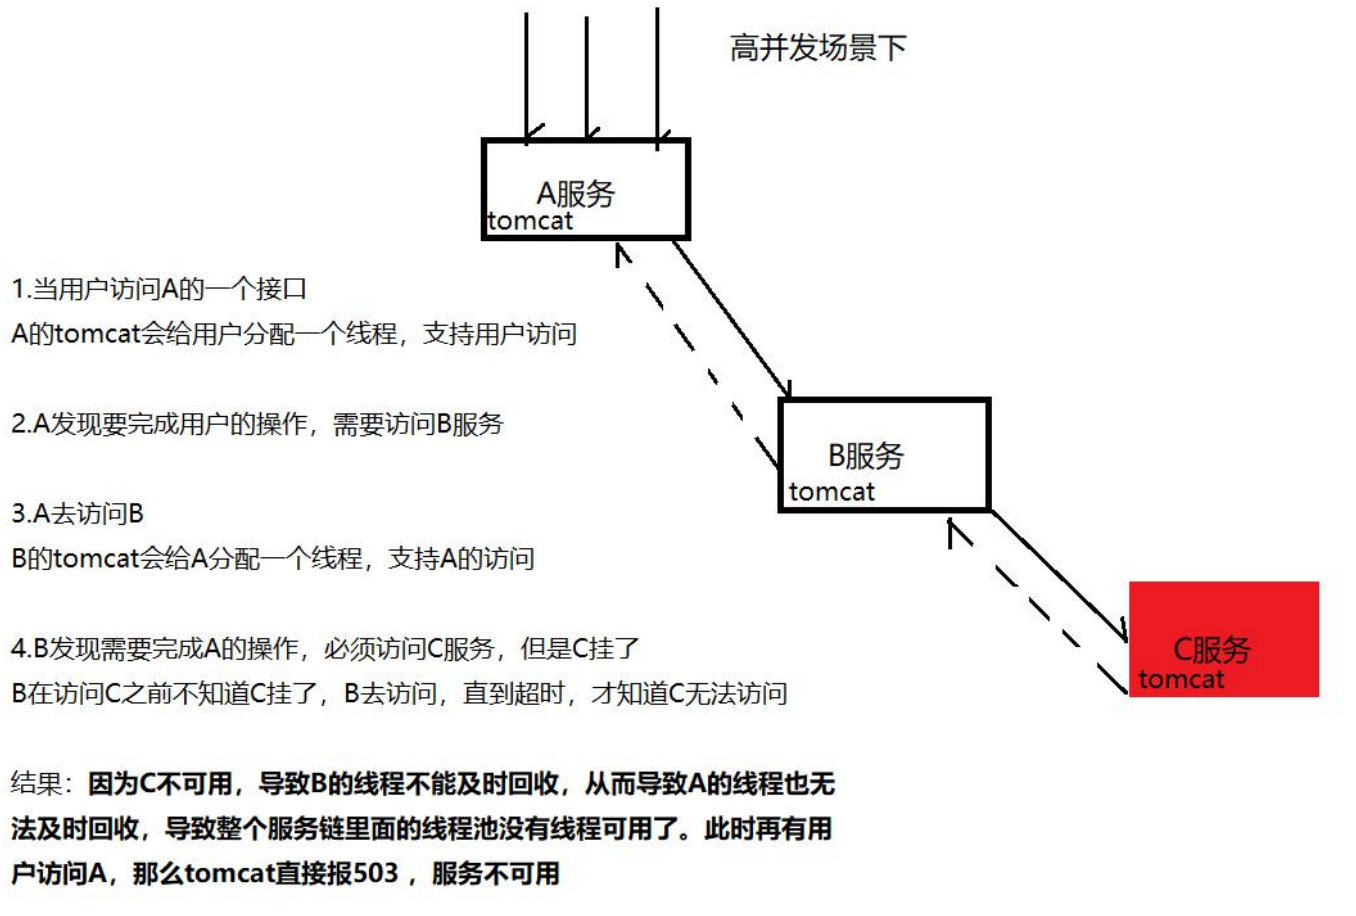 高并发场景下
A服务
tomcat
1.当用户访问A的一个接口
A的tomcat会给用户分配一个线程，支持用户访问
2.A发现要完成用户的操作，需要访问B服务
B服务
tomcat
3.A去访问B
B的tomcat会给A分配一个线程，支持A的访问
4.B发现需要完成A的操作，必须访问C服务，但是C挂了
B在访问C之前不知道C挂了，B去访问，直到超时，才知道C无法访问
C服务
tomcat
结果：因为C不可用，导致B的线程不能及时回收，从而导致A的线程也无
法及时回收，导致整个服务链里面的线程池没有线程可用了。此时再有用
户访问A，那么tomcat直接报503 ，服务不可用